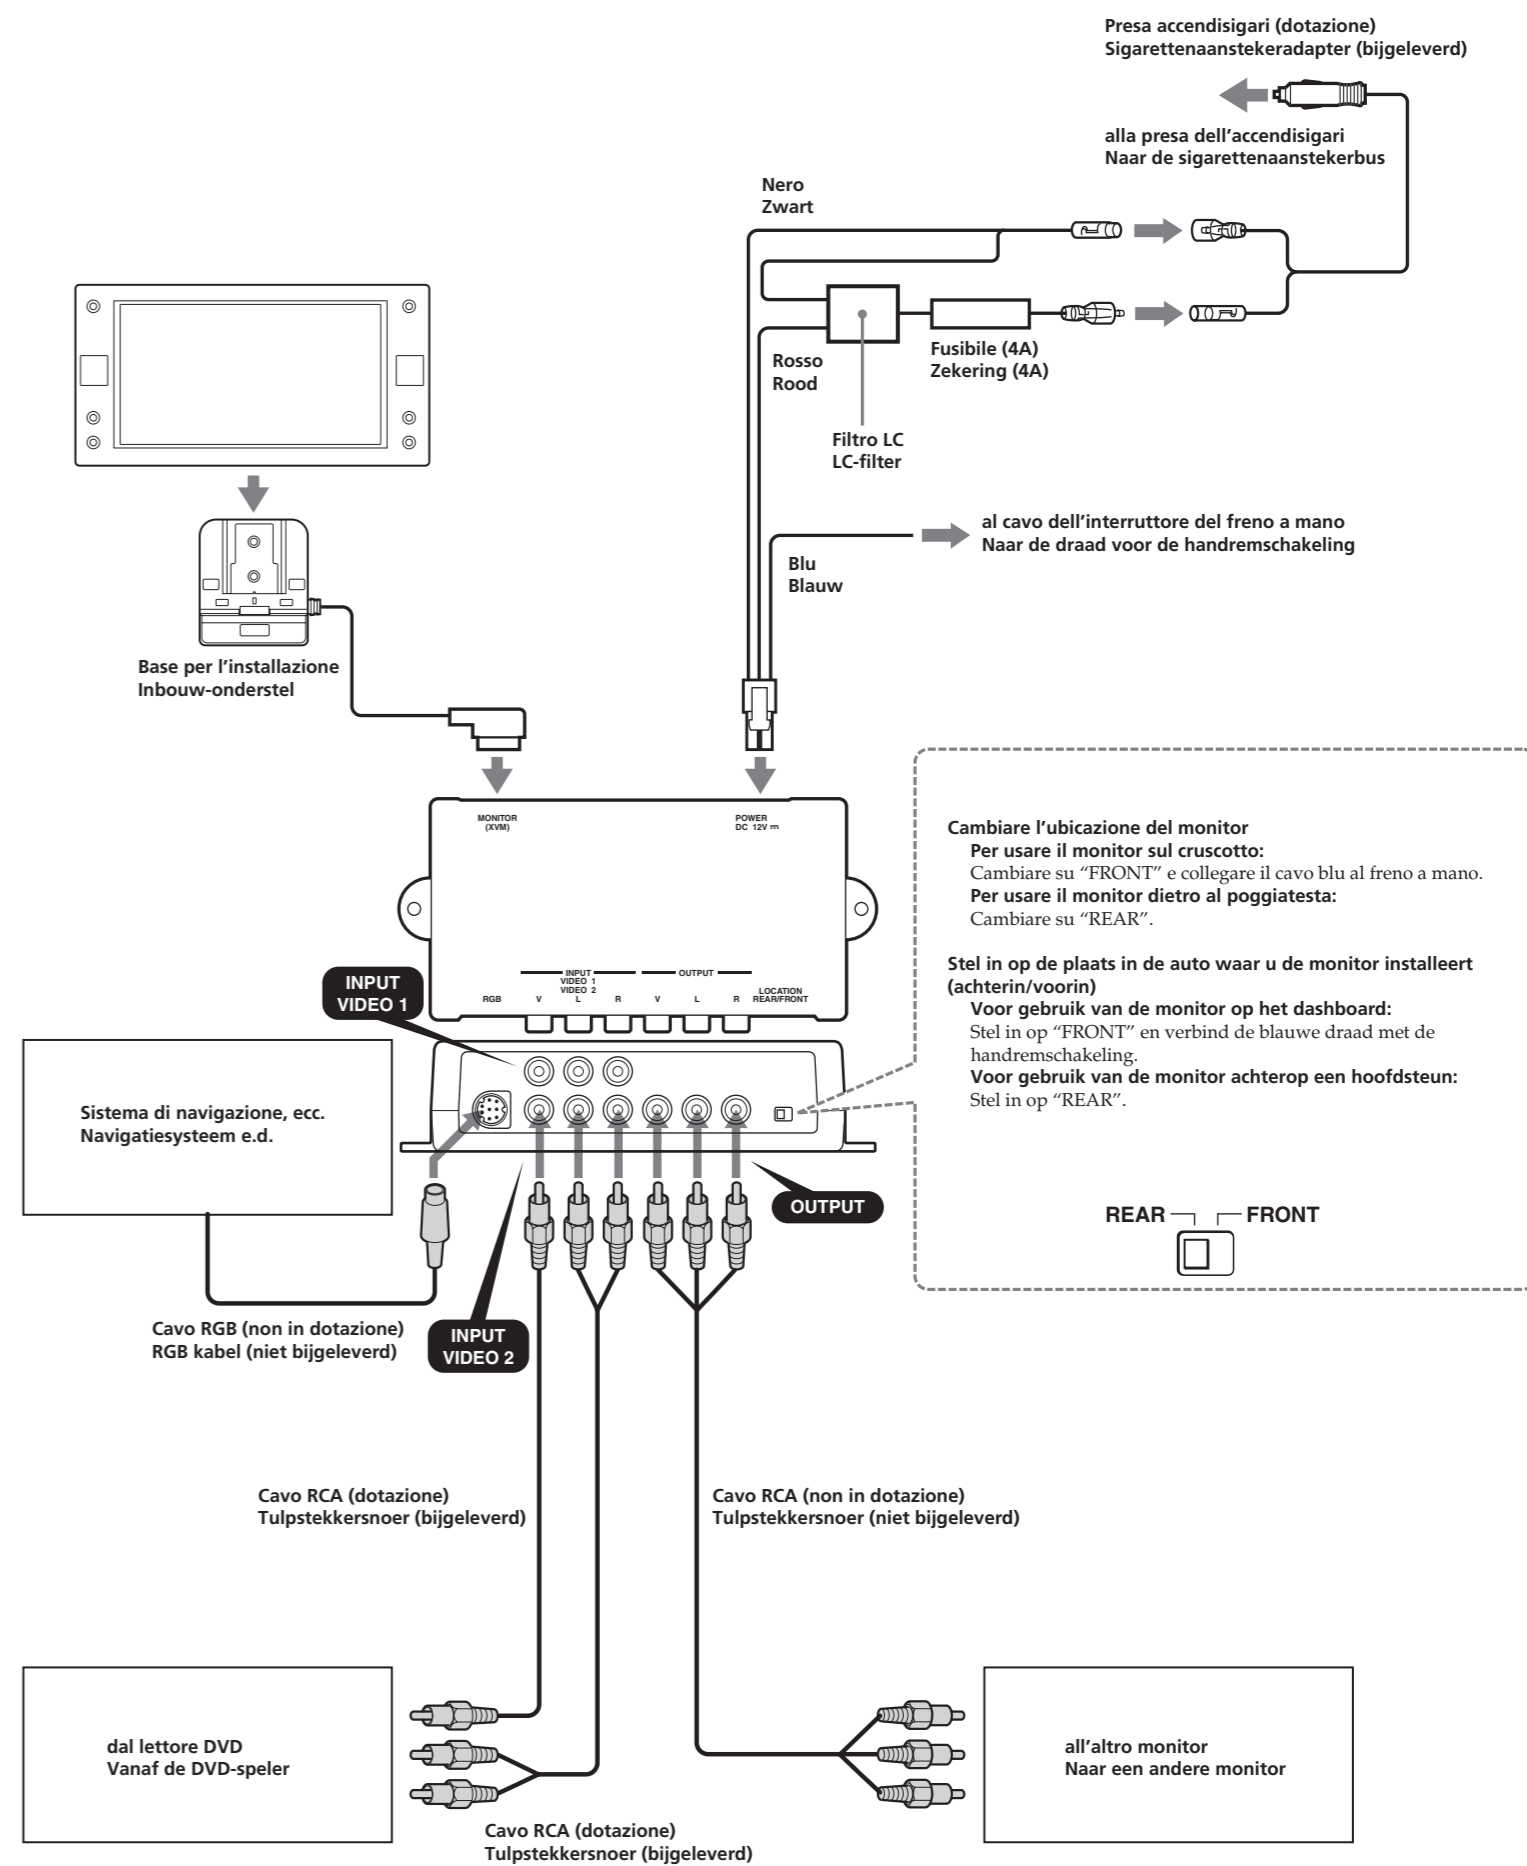 Presa accendisigari (dotazione)
Sigarettenaanstekeradapter (bijgeleverd)
alla presa dell'accendisigari
Naar de sigarettenaanstekerbus
Nero
Zwart
Rosso
Rood
Fusibile (4A)
Zekering (4A)
Filtro LC
LC-filter
al cavo dell'interruttore del freno a mano
Naar de draad voor de handremschakeling
Blu
Blauw
Base per l'installazione
Inbouw-onderstel
MONITOR
(XVM)
POWER
DC 12V
Cambiare l'ubicazione del monitor
Per usare il monitor sul cruscotto:
Cambiare su “FRONT” e collegare il cavo blu al freno a mano.
Per usare il monitor dietro al poggiatesta:
Cambiare su “REAR”.
Stel in op de plaats in de auto waar u de monitor installeert
(achterin/voorin)
Voor gebruik van de monitor op het dashboard:
Stel in op “FRONT” en verbind de blauwe draad met de
handremschakeling.
Voor gebruik van de monitor achterop een hoofdsteun:
Stel in op “REAR”.
REAR FRONT
INPUT
VIDEO 1
INPUT
VIDEO 1
VIDEO 2
OUTPUT
RGB V L R V L R
LOCATION
REAR/FRONT
Sistema di navigazione, ecc.
Navigatiesysteem e.d.
OUTPUT
Cavo RGB (non in dotazione)
RGB kabel (niet bijgeleverd)
INPUT
VIDEO 2
Cavo RCA (dotazione)
Tulpstekkersnoer (bijgeleverd)
Cavo RCA (non in dotazione)
Tulpstekkersnoer (niet bijgeleverd)
dal lettore DVD
Vanaf de DVD-speler
all'altro monitor
Naar een andere monitor
Cavo RCA (dotazione)
Tulpstekkersnoer (bijgeleverd)